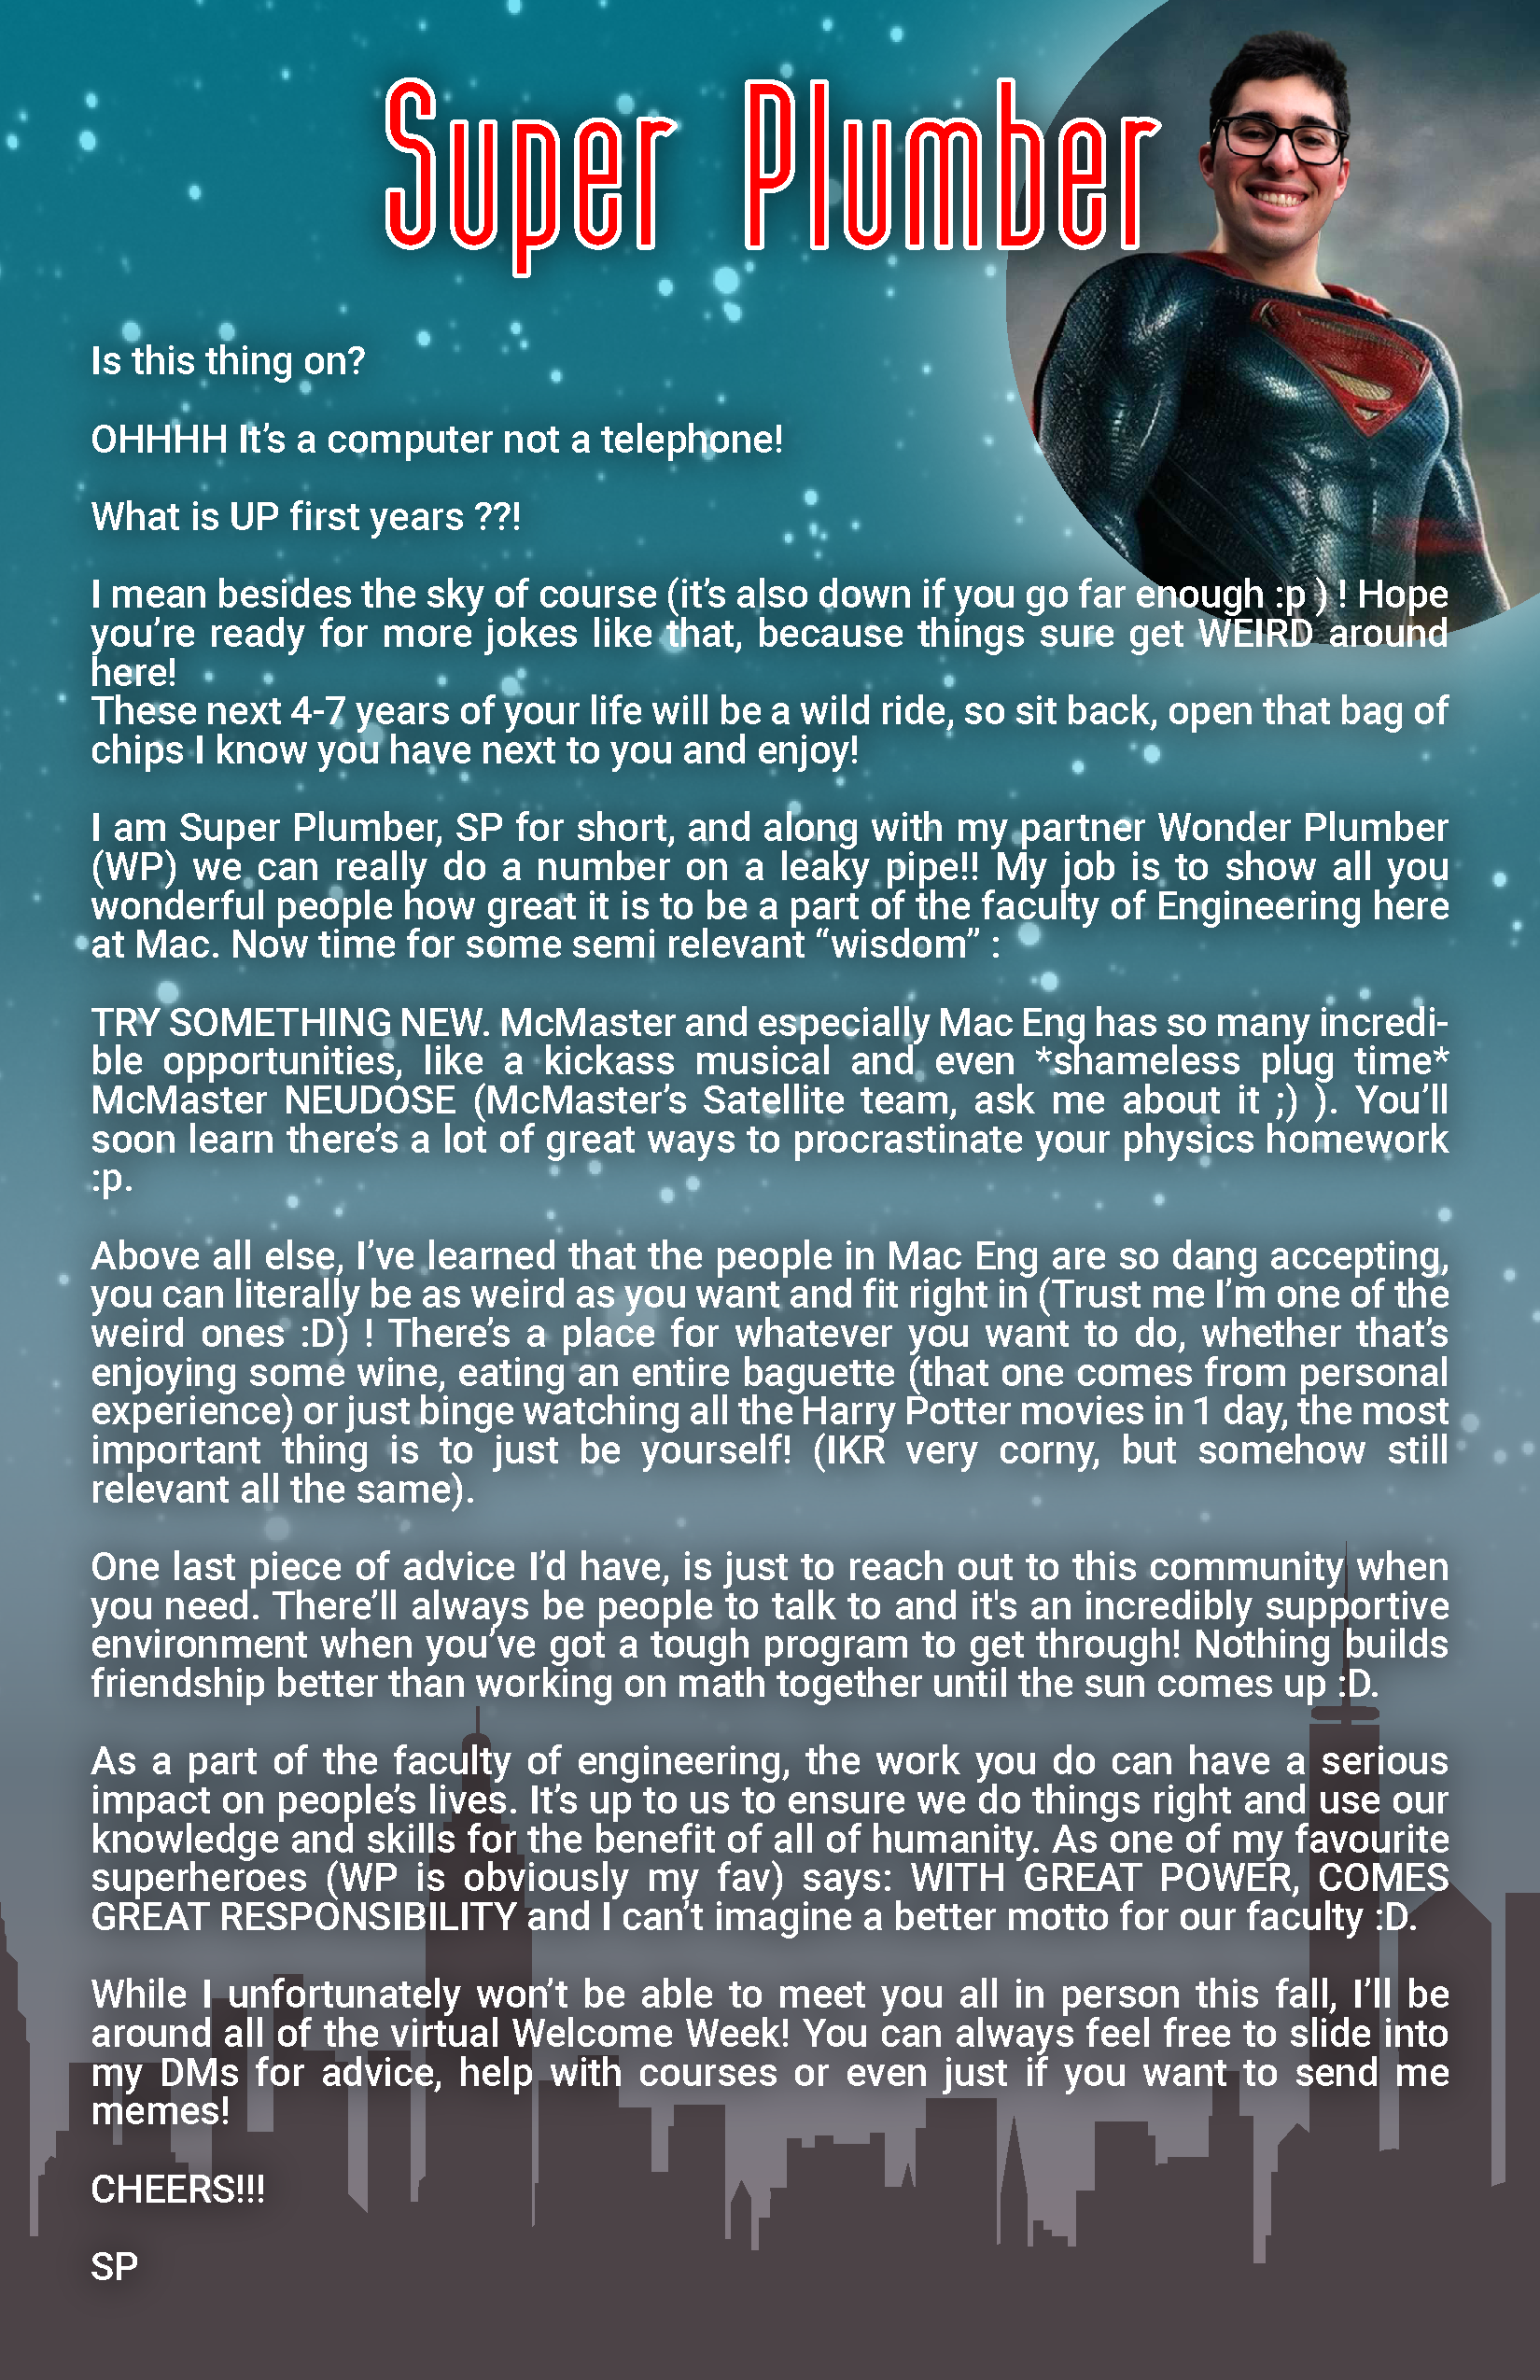 Super Plumber
Is this thing on?
OHHHH It’s a computer not a telephone!
What is UP first years ??!
I mean besides the sky of course (it’s also down if you go far enough :p ) ! Hope
you’re ready for more jokes like that, because things sure get WEIRD around
here!
These next 4-7 years of your life will be a wild ride, so sit back, open that bag of
chips I know you have next to you and enjoy!
I am Super Plumber, SP for short, and along with my partner Wonder Plumber
(WP) we can really do a number on a leaky pipe!! My job is to show all you
wonderful people how great it is to be a part of the faculty of Engineering here
at Mac. Now time for some semi relevant “wisdom” :
TRY SOMETHING NEW. McMaster and especially Mac Eng has so many incredi-
ble opportunities, like a kickass musical and even *shameless plug time*
McMaster NEUDOSE (McMaster’s Satellite team, ask me about it ;) ). You’ll
soon learn there’s a lot of great ways to procrastinate your physics homework
:p.
Above all else, I’ve learned that the people in Mac Eng are so dang accepting,
you can literally be as weird as you want and fit right in (Trust me I’m one of the
weird ones :D) ! There’s a place for whatever you want to do, whether that’s
enjoying some wine, eating an entire baguette (that one comes from personal
experience) or just binge watching all the Harry Potter movies in 1 day, the most
important thing is to just be yourself! (IKR very corny, but somehow still
relevant all the same).
One last piece of advice I’d have, is just to reach out to this community when
you need. There’ll always be people to talk to and it's an incredibly supportive
environment when you’ve got a tough program to get through! Nothing builds
friendship better than working on math together until the sun comes up :D.
As a part of the faculty of engineering, the work you do can have a serious
impact on people’s lives. It’s up to us to ensure we do things right and use our
knowledge and skills for the benefit of all of humanity. As one of my favourite
superheroes (WP is obviously my fav) says: WITH GREAT POWER, COMES
GREAT RESPONSIBILITY and I can’t imagine a better motto for our faculty :D.
While I unfortunately won’t be able to meet you all in person this fall, I’ll be
around all of the virtual Welcome Week! You can always feel free to slide into
my DMs for advice, help with courses or even just if you want to send me
memes!
CHEERS!!!
SP